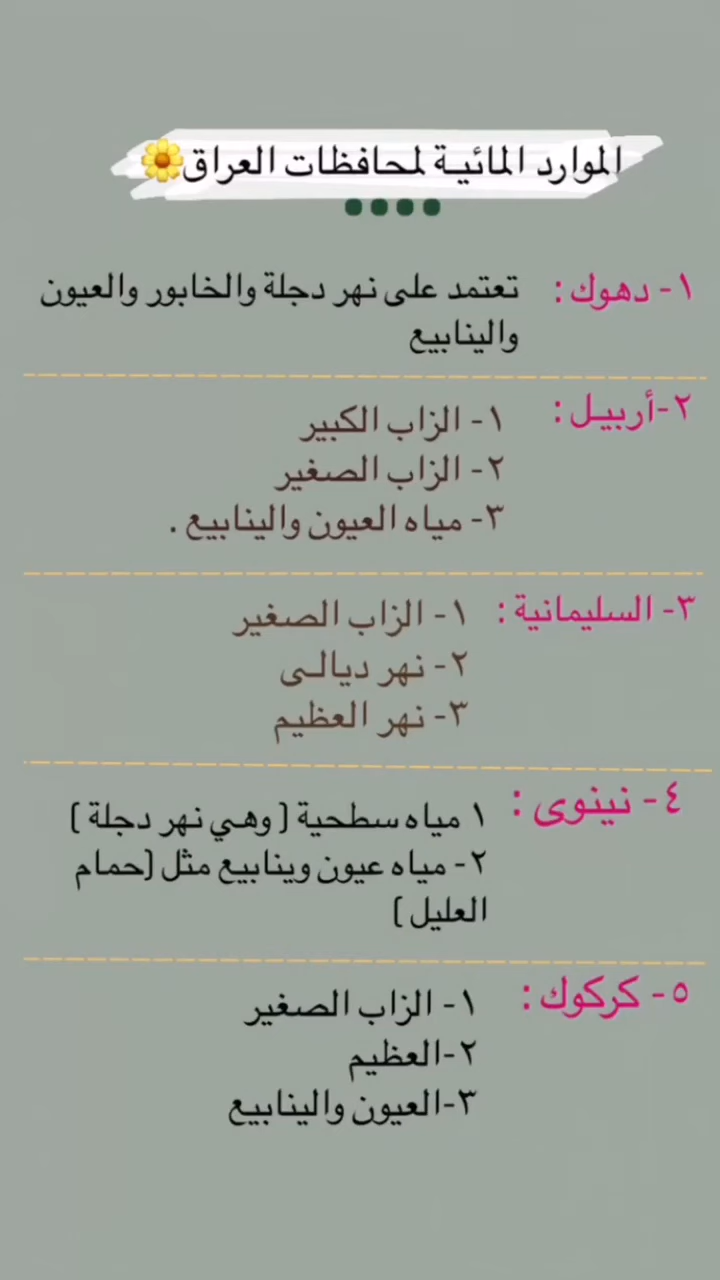 الموارد المائية لمحافظات العراق🌼
١- دهوك : تعتمد على نهر دجلة والخابور والعيون
والينابيع
٢-أربيل : ١- الزاب الكبير
٢- الزاب الصغير
٣- مياه العيون والينابيع .
٣- السليمانية : ١- الزاب الصغير
٢- نهر ديالى
٣- نهر العظيم
٤- نينوى : ١ مياه سطحية ( وهي نهر دجلة )
٢- مياه عيون وينابيع مثل (حمام
العليل )
٥- كركوك : ١- الزاب الصغير
٢-العظيم
٣-العيون والينابيع